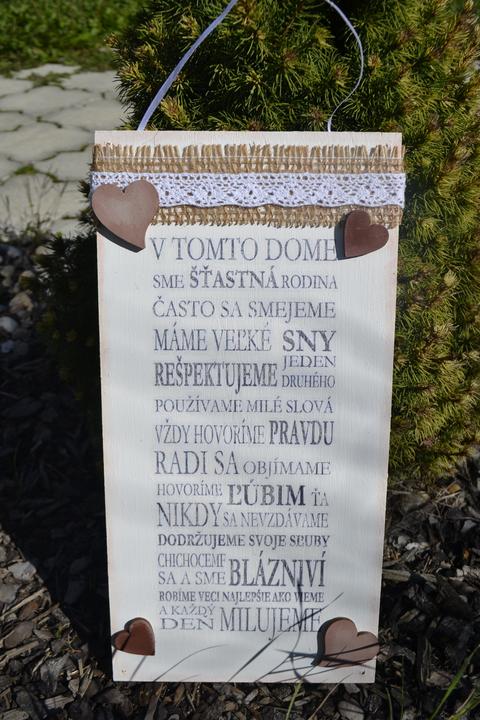 V TOMTO DOME
SME ŠŤASTNÁ RODINA
ČASTO SA SMEJEME
MÁME VEĽKÉ SNY
REŠPEKTUJEME JEDEN DRUHÉHO
POUŽÍVAME MILÉ SLOVÁ
VŽDY HOVORÍME PRAVDU
RADI SA OBJÍMAME
HOVORÍME ĽÚBIM ŤA
NIKDY SA NEVZDÁVAME
DODRŽUJEME SVOJE SĽUBY
CHICHOCEME
SA A SME BLÁZNIVÍ
ROBÍME VECI NAJLEPŠIE AKO VIEME
A KAŽDÝ
DEŇ MILUJEME